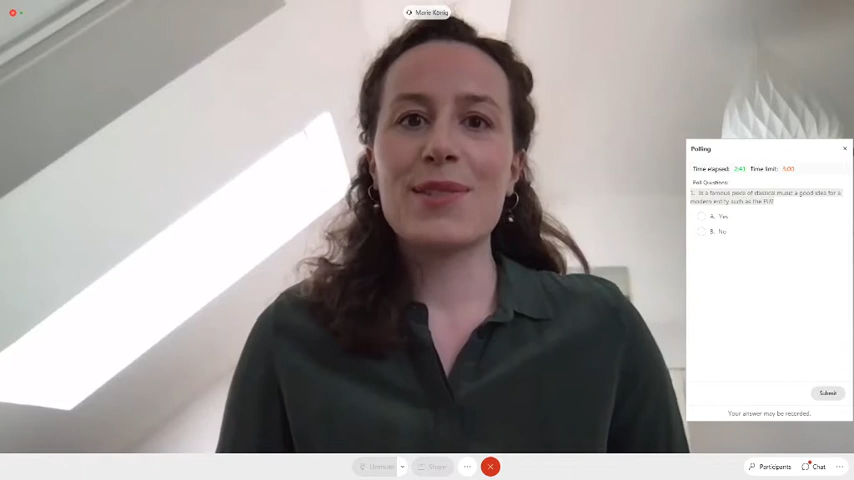 Marie König
Polling
Time elapsed: 2:41 Time limit: 5:00
Poll Questions:
1. Is a famous piece of classical music a good idea for a
modern entity such as the EU?
A. Yes
B. No
Submit
Your answer may be recorded.
Unmute
Share
Participants
Chat